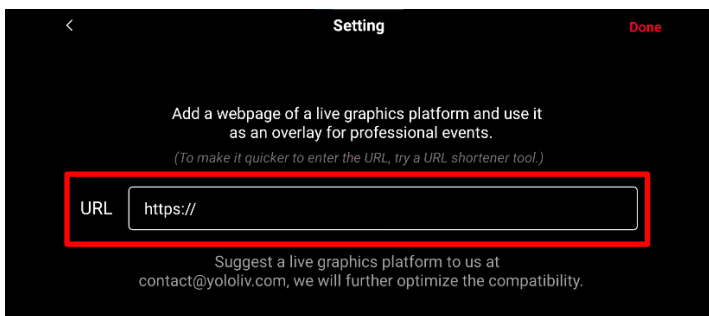 Setting
Done
Add a webpage of a live graphics platform and use it
as an overlay for professional events.
(To make it quicker to enter the URL, try a URL shortener tool.)
URL
https://
Suggest a live graphics platform to us at
contact@yololiv.com, we will further optimize the compatibility.